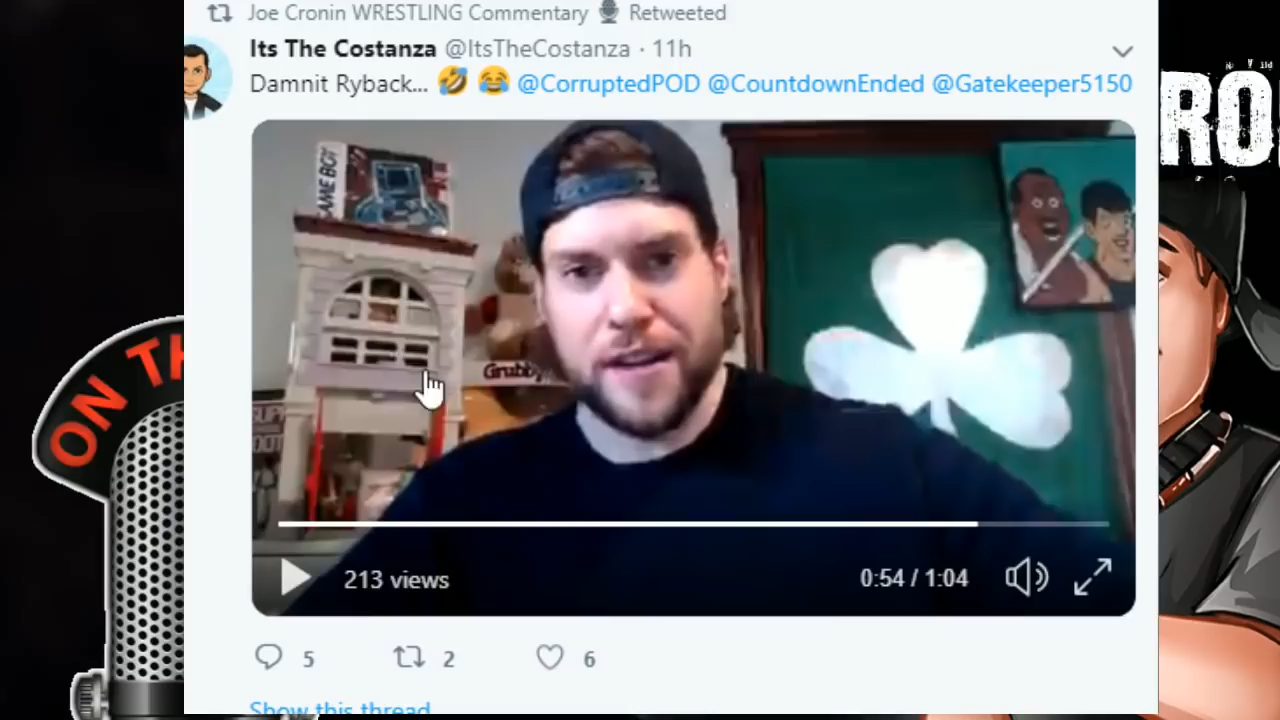 Joe Cronin WRESTLING Commentary 🎙 Retweeted
Its The Costanza @ItsTheCostanza · 11h
Damnit Ryback... 🤣 😂 @CorruptedPOD @CountdownEnded @Gatekeeper5150
RO
GAME BOY
ON TH
Grubby
213 views
0:54 / 1:04
5
2
6
Show this thread